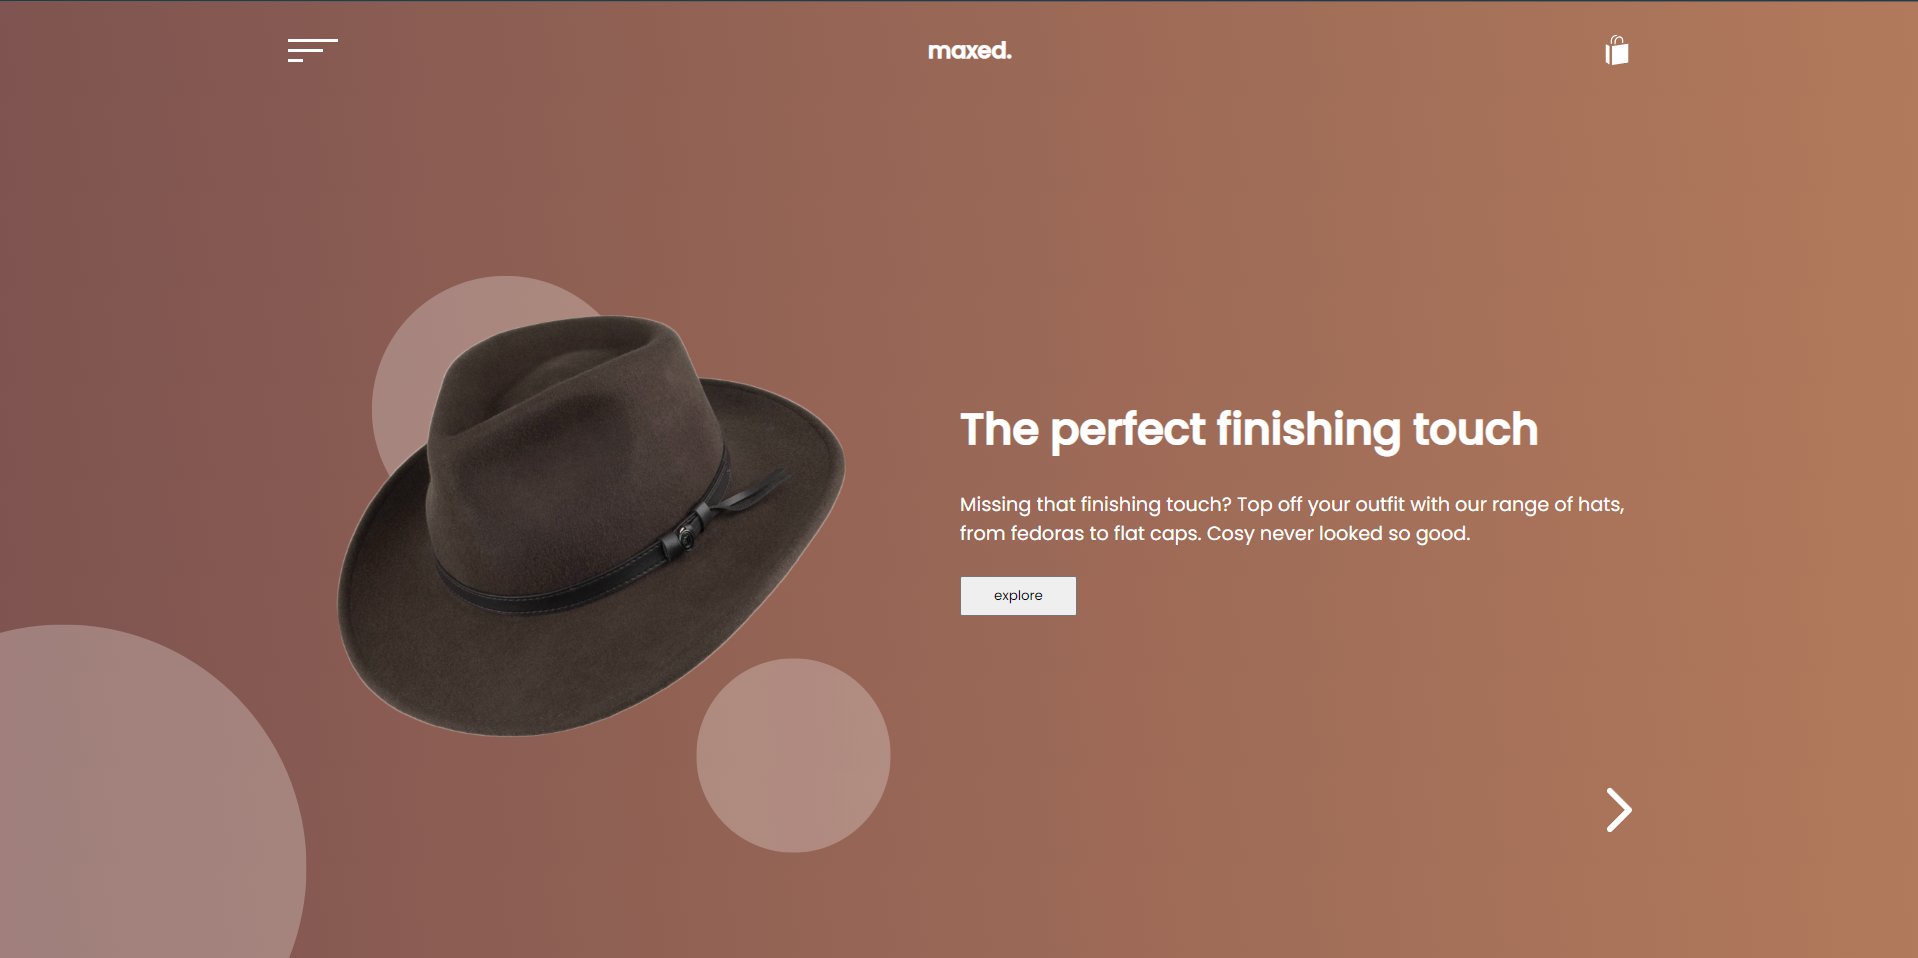 maxed.
The perfect finishing touch
Missing that finishing touch? Top off your outfit with our range of hats,
from fedoras to flat caps. Cosy never looked so good.
explore